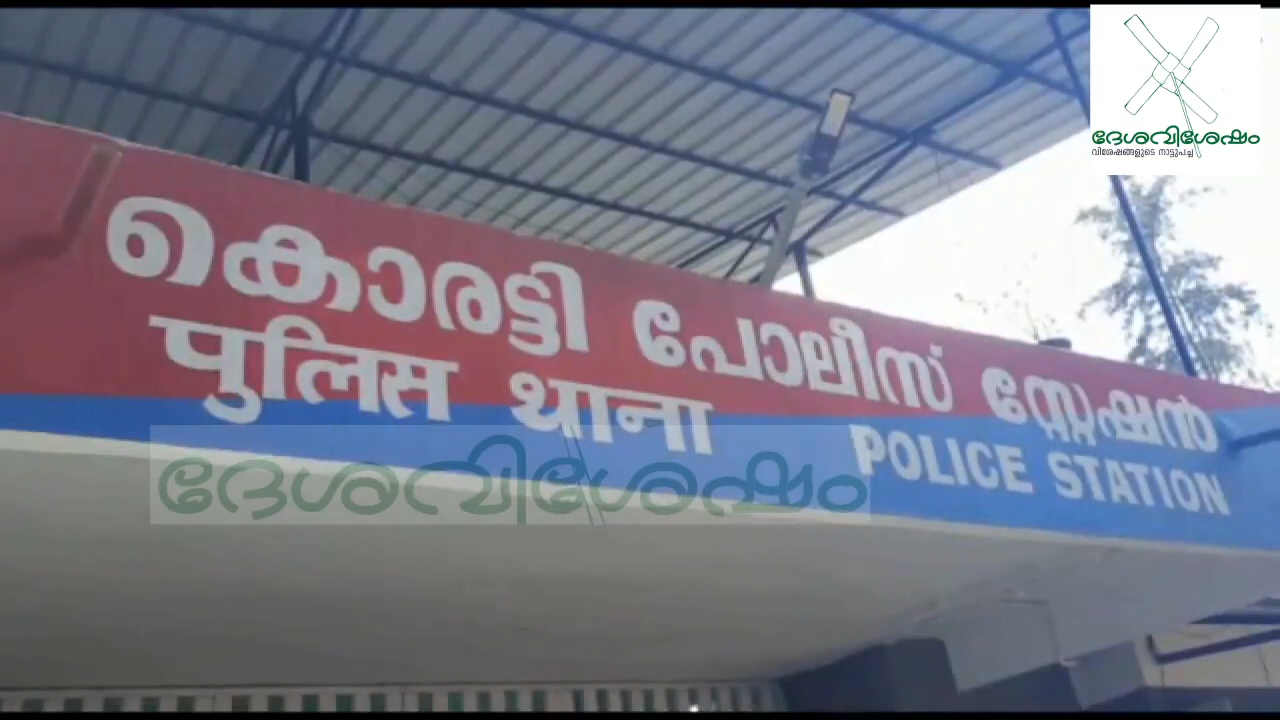 ദേശവിശേഷം
വിശേഷങ്ങളുടെ നാട്ടുപച്ച
കൊരട്ടി പോലീസ് സ്റ്റേഷൻ
पुलिस थाना
POLICE STATION
ദേശവിശേഷം